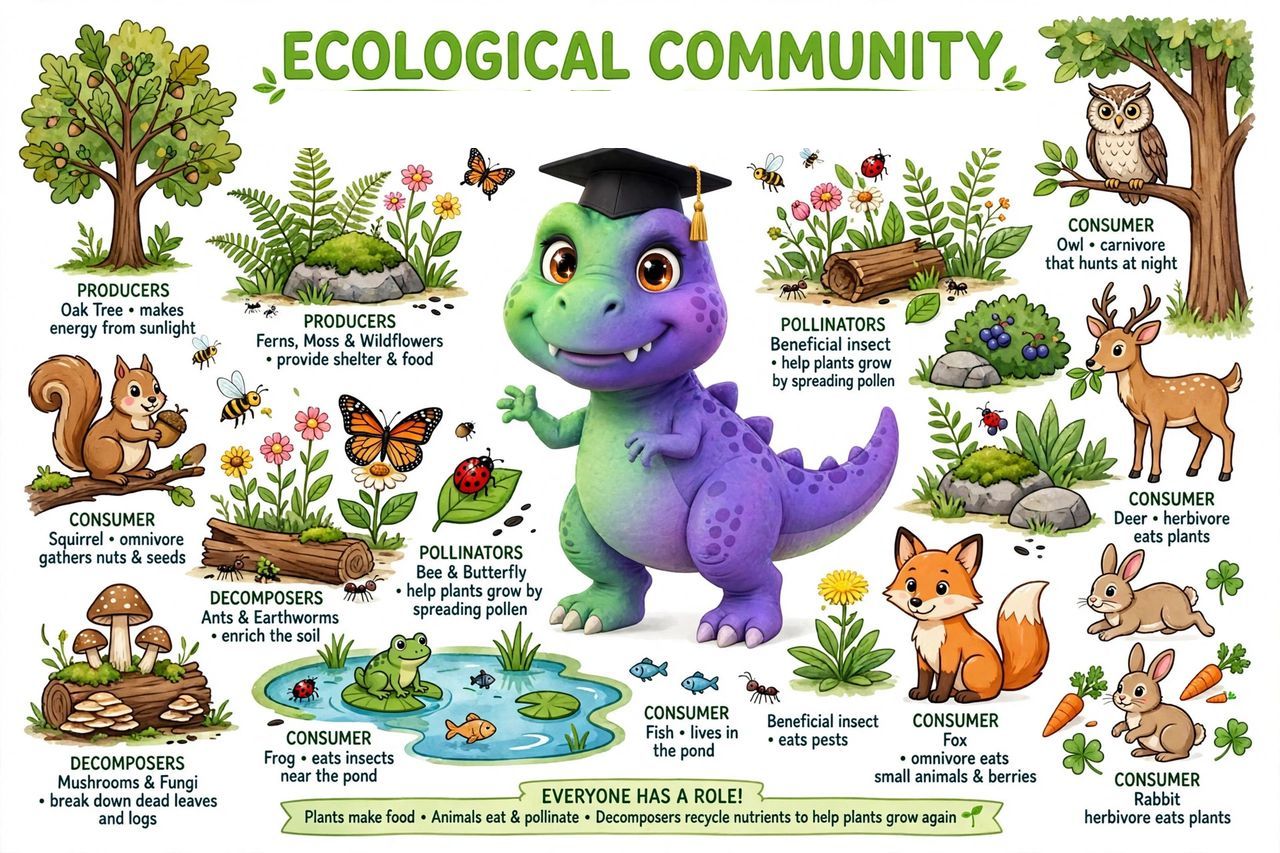 ECOLOGICAL COMMUNITY
PRODUCERS
Oak Tree • makes
energy from sunlight
PRODUCERS
Ferns, Moss & Wildflowers
• provide shelter & food
POLLINATORS
Beneficial insect
• help plants grow
by spreading pollen
CONSUMER
Owl • carnivore
that hunts at night
CONSUMER
Squirrel • omnivore
gathers nuts & seeds
DECOMPOSERS
Ants & Earthworms
• enrich the soil
POLLINATORS
Bee & Butterfly
• help plants grow by
spreading pollen
CONSUMER
Deer • herbivore
eats plants
DECOMPOSERS
Mushrooms & Fungi
• break down dead leaves
and logs
CONSUMER
Frog • eats insects
near the pond
CONSUMER
Fish • lives in
the pond
Beneficial insect
• eats pests
CONSUMER
Fox
• omnivore eats
small animals & berries
CONSUMER
Rabbit
herbivore eats plants
EVERYONE HAS A ROLE!
Plants make food • Animals eat & pollinate • Decomposers recycle nutrients to help plants grow again